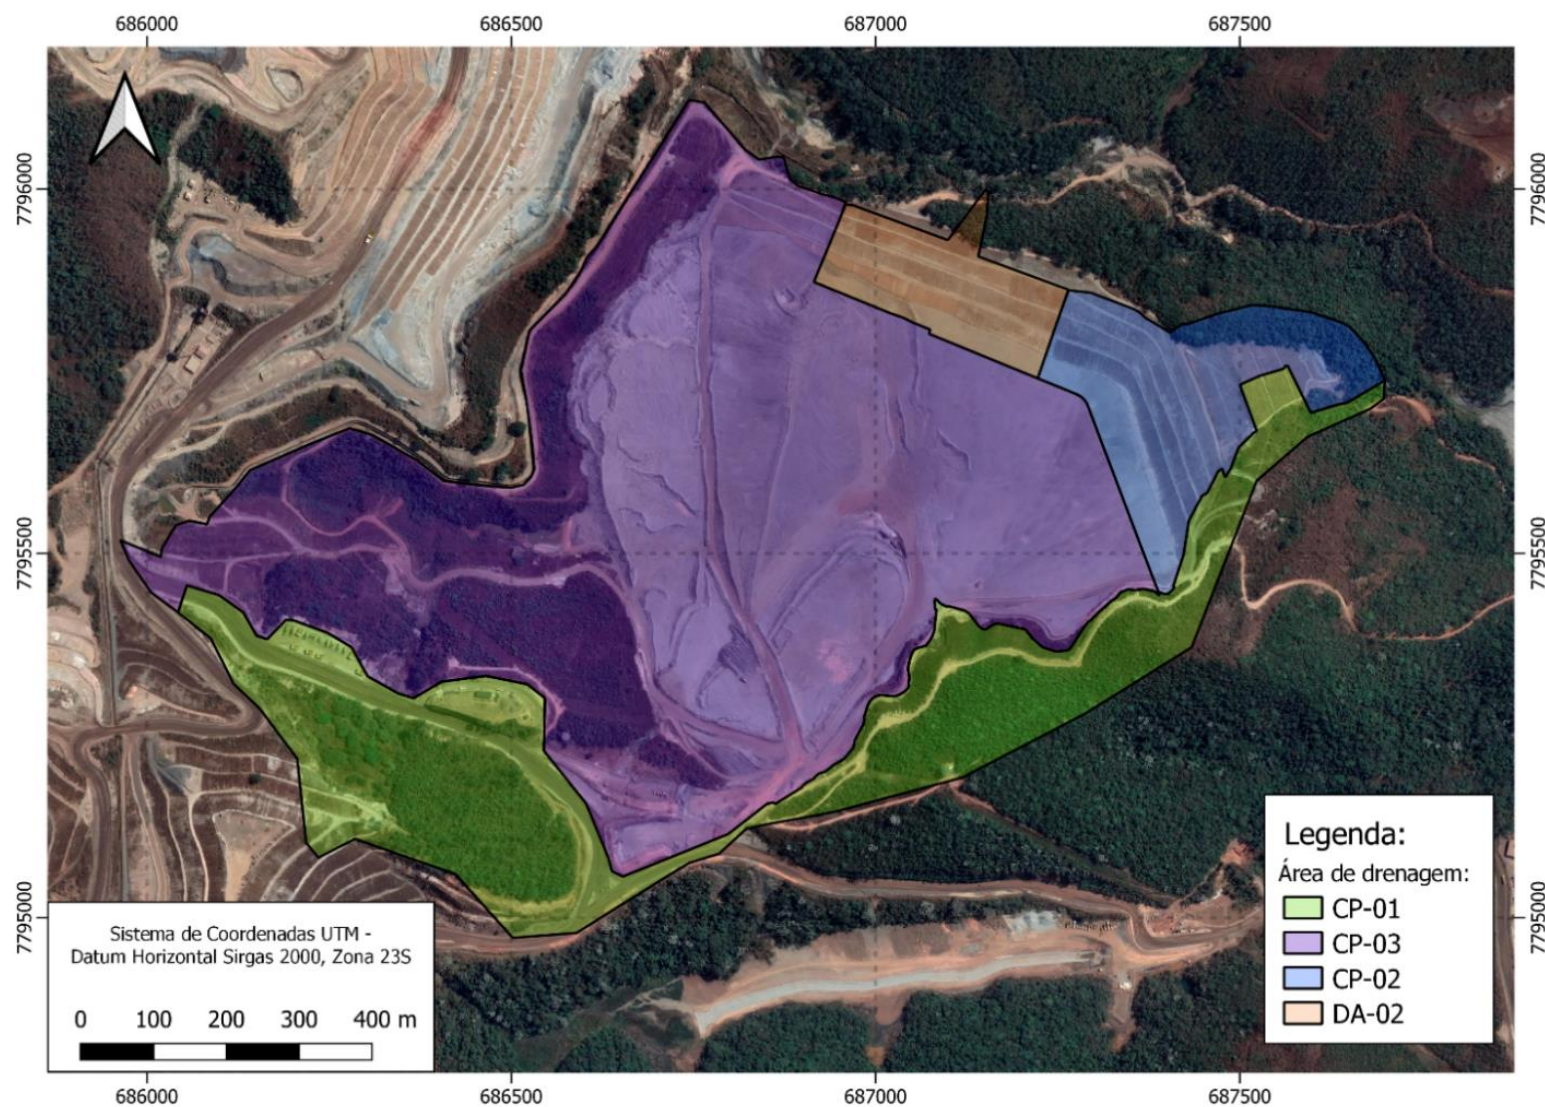 686000 686500 687000 687500
7796000 7796000
7795500 7795500
7795000 7795000
Legenda:
Área de drenagem:
CP-01
CP-03
CP-02
DA-02
Sistema de Coordenadas UTM -
Datum Horizontal Sirgas 2000, Zona 23S
0 100 200 300 400 m
686000 686500 687000 687500